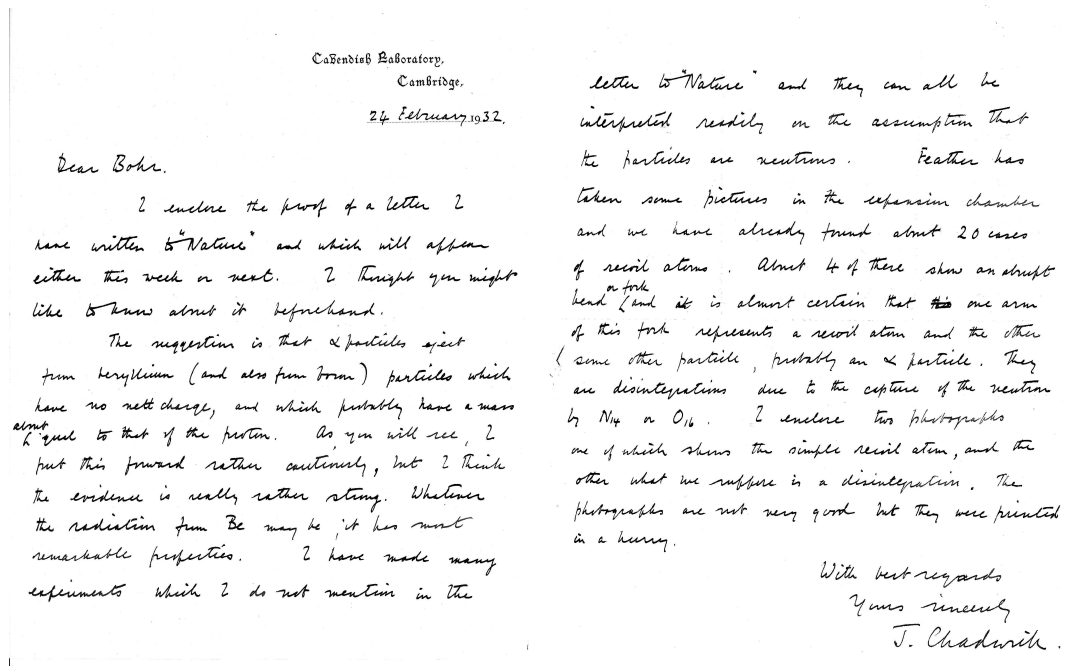 Cavendish Laboratory,
Cambridge.
24 February 1932.
Dear Bohr.
I enclose the proof of a letter I
have written to "Nature" and which will appear
either this week or next. I thought you might
like to know about it beforehand.
The suggestion is that α particles eject
from beryllium (and also from boron) particles which
have no nett charge, and which probably have a mass
about equal to that of the proton. As you will see, I
put this forward rather cautiously, but I think
the evidence is really rather strong. Whatever
the radiation from Be may be, it has most
remarkable properties. I have made many
experiments which I do not mention in the
letter to "Nature" and they can all be
interpreted readily on the assumption that
the particles are neutrons. Feather has
taken some pictures in the expansion chamber
and we have already found about 20 cases
of recoil atoms. About 4 of these show an abrupt
bend or fork and it is almost certain that this one arm
of this fork represents a recoil atom and the other
some other particle, probably an α particle. They
are disintegrations due to the capture of the neutron
by N14 or O16. I enclose two photographs
one of which shows the simple recoil atom, and the
other what we suppose is a disintegration. The
photographs are not very good but they were printed
in a hurry.
With best regards
Yours sincerely
J. Chadwick.